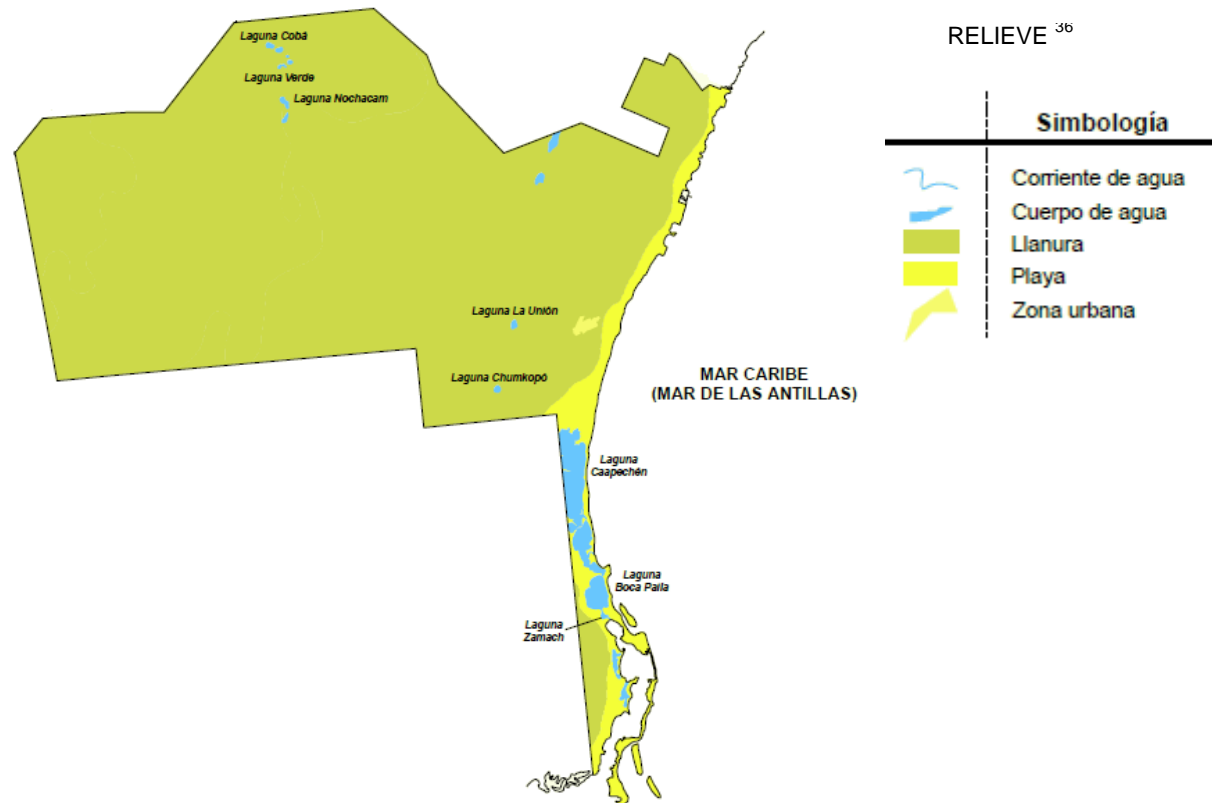 RELIEVE 36
Simbología
Corriente de agua
Cuerpo de agua
Llanura
Playa
Zona urbana
Laguna Cobá
Laguna Verde
Laguna Nochacam
Laguna La Unión
Laguna Chumkopó
MAR CARIBE
(MAR DE LAS ANTILLAS)
Laguna
Caapechén
Laguna
Boca Paila
Laguna
Zamach